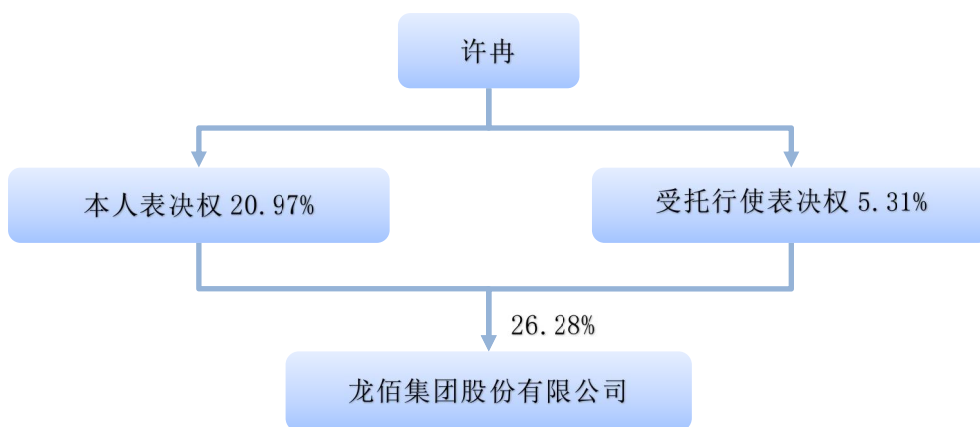 许冉
本人表决权 20.97%
受托行使表决权 5.31%
26.28%
龙佰集团股份有限公司